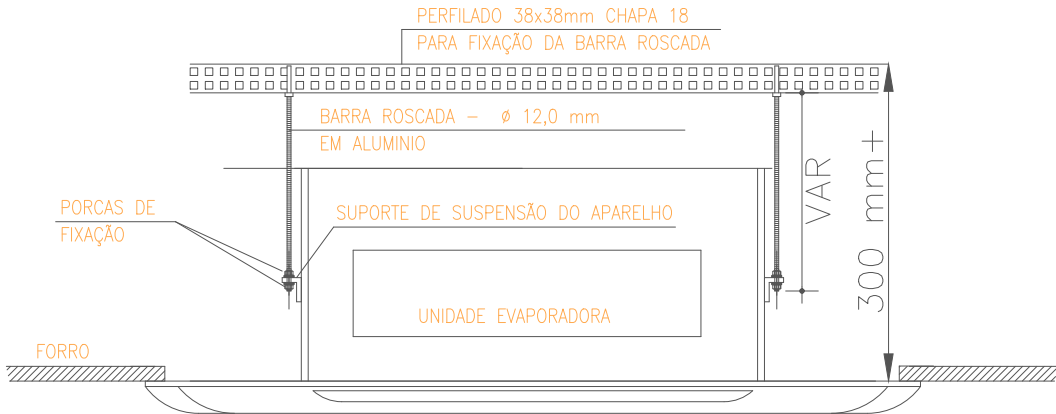 PERFILADO 38x38mm CHAPA 18
PARA FIXAÇÃO DA BARRA ROSCADA
BARRA ROSCADA - ø 12,0 mm
EM ALUMINIO
PORCAS DE
FIXAÇÃO
SUPORTE DE SUSPENSÃO DO APARELHO
VAR
300 mm+
UNIDADE EVAPORADORA
FORRO